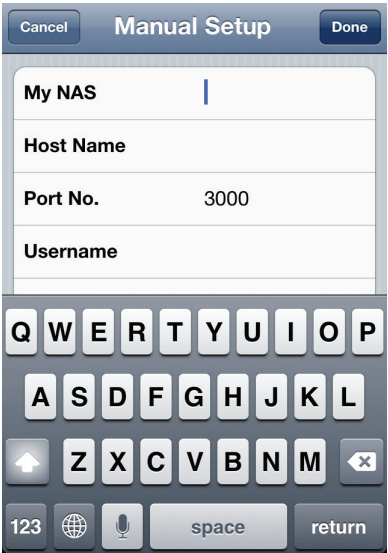 Cancel Manual Setup Done
My NAS
Host Name
Port No. 3000
Username
Q W E R T Y U I O P
A S D F G H J K L
Z X C V B N M
123 space return